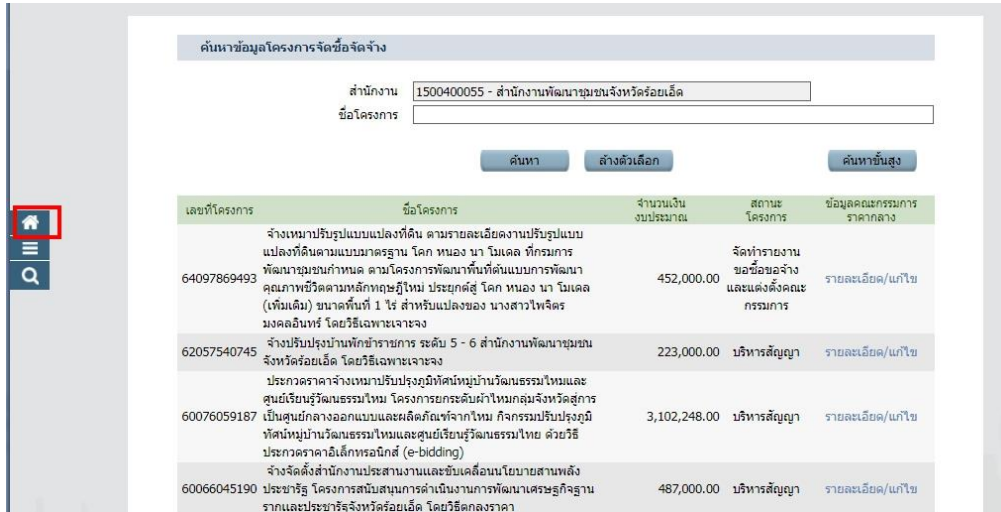 ค้นหาข้อมูลโครงการจัดซื้อจัดจ้าง
สำนักงาน 1500400055 - สำนักงานพัฒนาชุมชนจังหวัดร้อยเอ็ด
ชื่อโครงการ
ค้นหา ล้างตัวเลือก ค้นหาขั้นสูง
เลขที่โครงการ ชื่อโครงการ จำนวนเงิน งบประมาณ สถานะ โครงการ ข้อมูลคณะกรรมการ ราคากลาง
จ้างเหมาปรับรูปแบบแปลงที่ดิน ตามรายละเอียดงานปรับรูปแบบ
แปลงที่ดินตามแบบมาตรฐาน โคก หนอง นา โมเดล ที่กรมการ
พัฒนาชุมชนกำหนด ตามโครงการพัฒนาพื้นที่ต้นแบบการพัฒนา
คุณภาพชีวิตตามหลักทฤษฎีใหม่ ประยุกต์สู่ โคก หนอง นา โมเดล
(เพิ่มเติม) ขนาดพื้นที่ 1 ไร่ สำหรับแปลงของ นางสาวไพจิตร
มงคลอินทร์ โดยวิธีเฉพาะเจาะจง
64097869493 452,000.00 จัดทำรายงาน ขอซื้อขอจ้าง และแต่งตั้งคณะ กรรมการ รายละเอียด/แก้ไข
จ้างปรับปรุงบ้านพักข้าราชการ ระดับ 5 - 6 สำนักงานพัฒนาชุมชน
จังหวัดร้อยเอ็ด โดยวิธีเฉพาะเจาะจง
62057540745 223,000.00 บริหารสัญญา รายละเอียด/แก้ไข
ประกวดราคาจ้างเหมาปรับปรุงภูมิทัศน์หมู่บ้านวัฒนธรรมไหมและ
ศูนย์เรียนรู้วัฒนธรรมไหม โครงการยกระดับผ้าไหมกลุ่มจังหวัดสู่การ
60076059187 เป็นศูนย์กลางออกแบบและผลิตภัณฑ์จากไหม กิจกรรมปรับปรุงภูมิ 3,102,248.00 บริหารสัญญา รายละเอียด/แก้ไข
ทัศน์หมู่บ้านวัฒนธรรมไหมและศูนย์เรียนรู้วัฒนธรรมไทย ด้วยวิธี
ประกวดราคาอิเล็กทรอนิกส์ (e-bidding)
จ้างจัดตั้งสำนักงานประสานงานและขับเคลื่อนนโยบายสานพลัง
60066045190 ประชารัฐ โครงการสนับสนุนการดำเนินงานการพัฒนาเศรษฐกิจฐาน 487,000.00 บริหารสัญญา รายละเอียด/แก้ไข
รากและประชารัฐจังหวัดร้อยเอ็ด โดยวิธีตกลงราคา